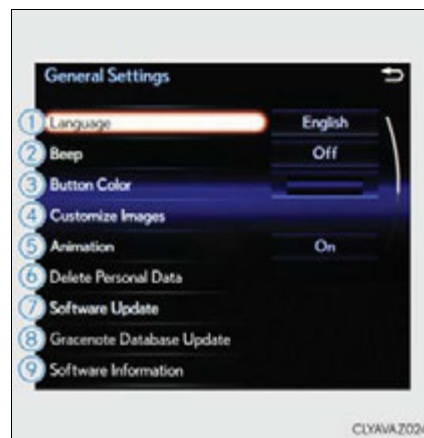 General Settings
1 Language English
2 Beep Off
3 Button Color
4 Customize Images
5 Animation On
6 Delete Personal Data
7 Software Update
8 Gracenote Database Update
9 Software Information
CLYAVAZ024